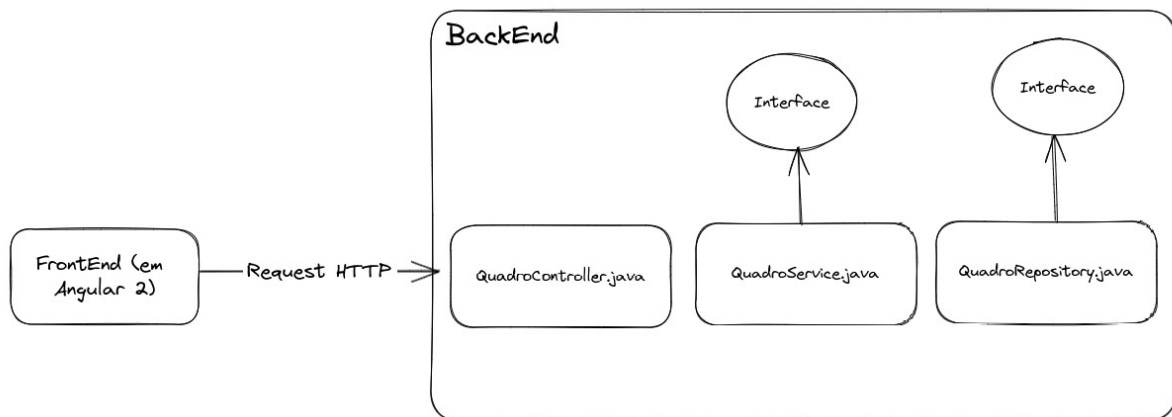 BackEnd
Interface
Interface
FrontEnd (em
Angular 2)
Request HTTP
QuadroController.java
QuadroService.java
QuadroRepository.java